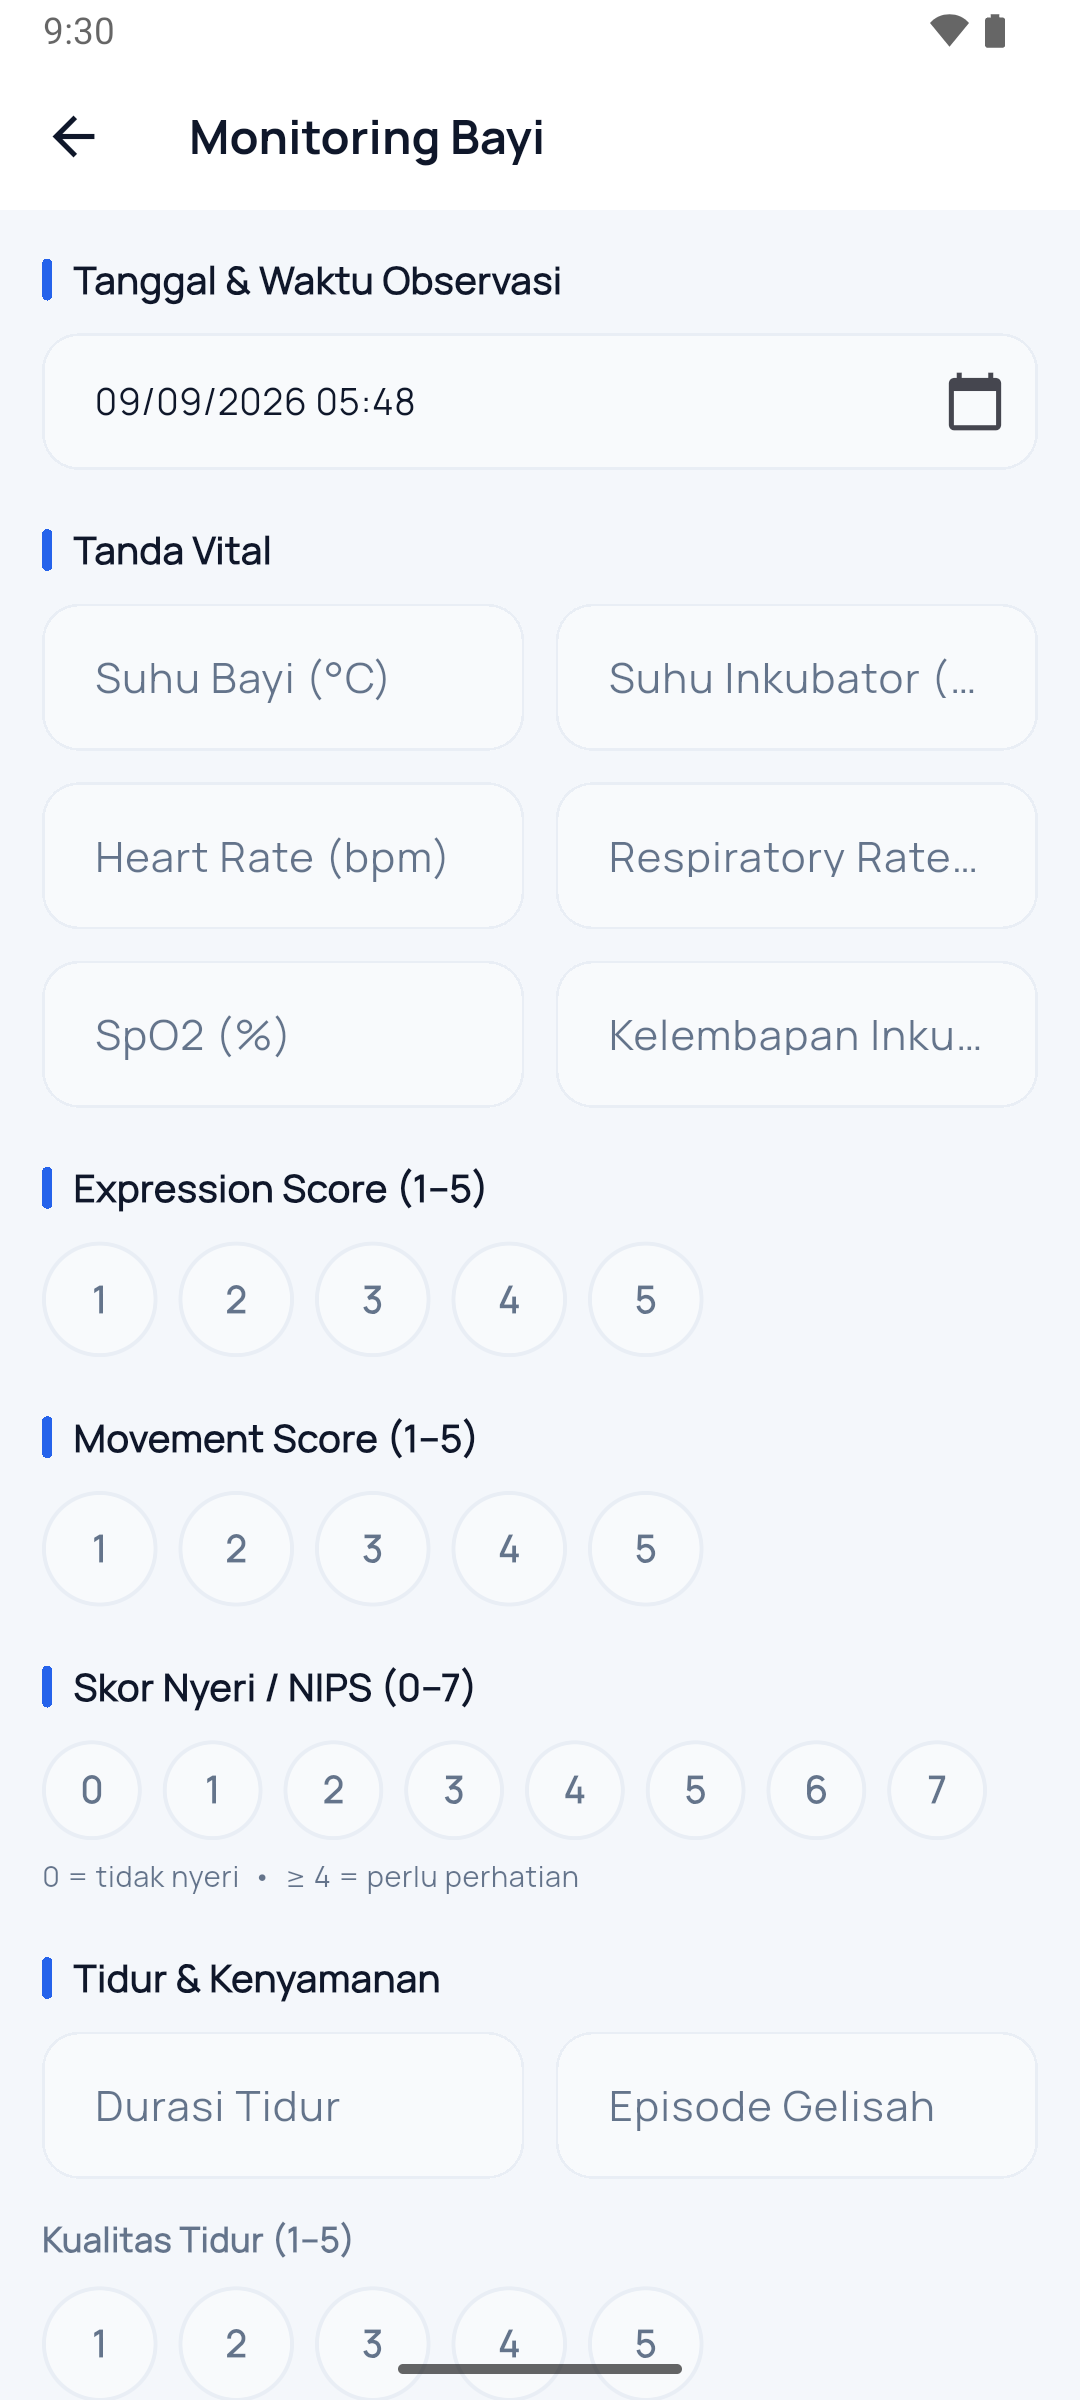 9:30
Monitoring Bayi
Tanggal & Waktu Observasi
09/09/2026 05:48
Tanda Vital
Suhu Bayi (°C) Suhu Inkubator (...
Heart Rate (bpm) Respiratory Rate...
SpO2 (%) Kelembapan Inku...
Expression Score (1–5)
1 2 3 4 5
Movement Score (1–5)
1 2 3 4 5
Skor Nyeri / NIPS (0–7)
0 1 2 3 4 5 6 7
0 = tidak nyeri • ≥ 4 = perlu perhatian
Tidur & Kenyamanan
Durasi Tidur Episode Gelisah
Kualitas Tidur (1–5)
1 2 3 4 5